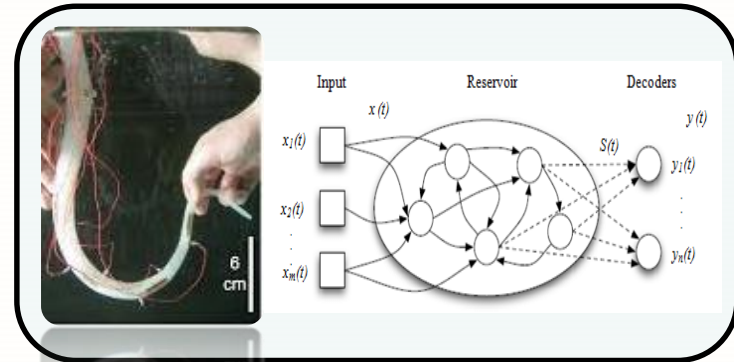 6
cm
Input
Reservoir
Decoders
x(t)
y(t)
S(t)
x1(t)
x2(t)
.
.
xm(t)
y1(t)
.
.
.
yn(t)